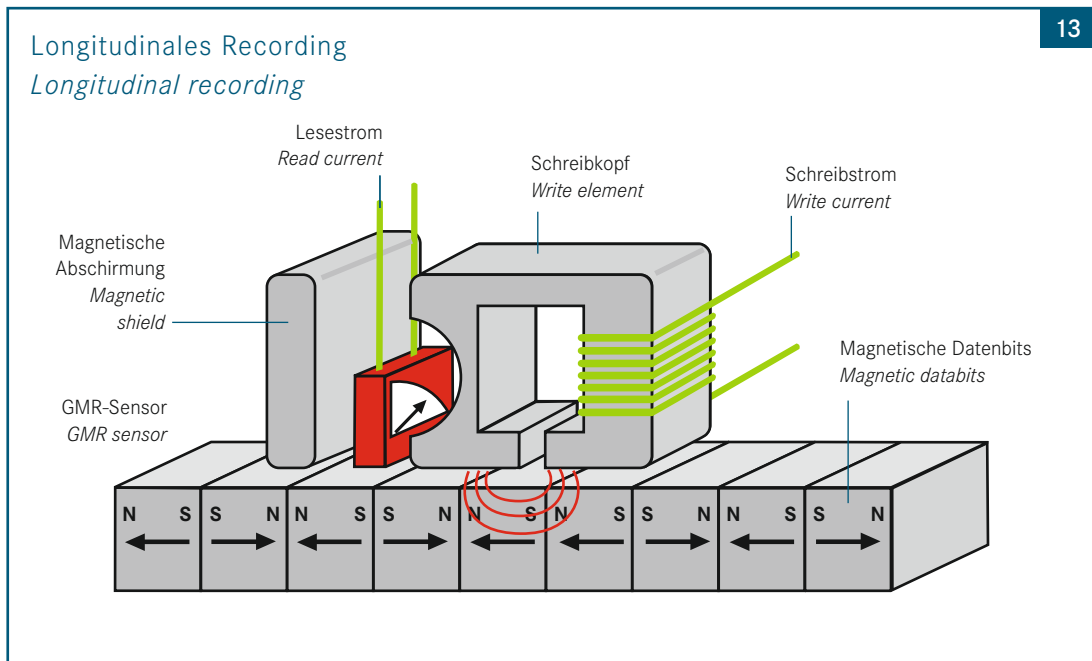 13
Longitudinales Recording
Longitudinal recording
Lesestrom
Read current
Schreibkopf
Write element
Schreibstrom
Write current
Magnetische
Abschirmung
Magnetic
shield
Magnetische Datenbits
Magnetic databits
GMR-Sensor
GMR sensor
N S S N N S S N N S N S S N N S S N